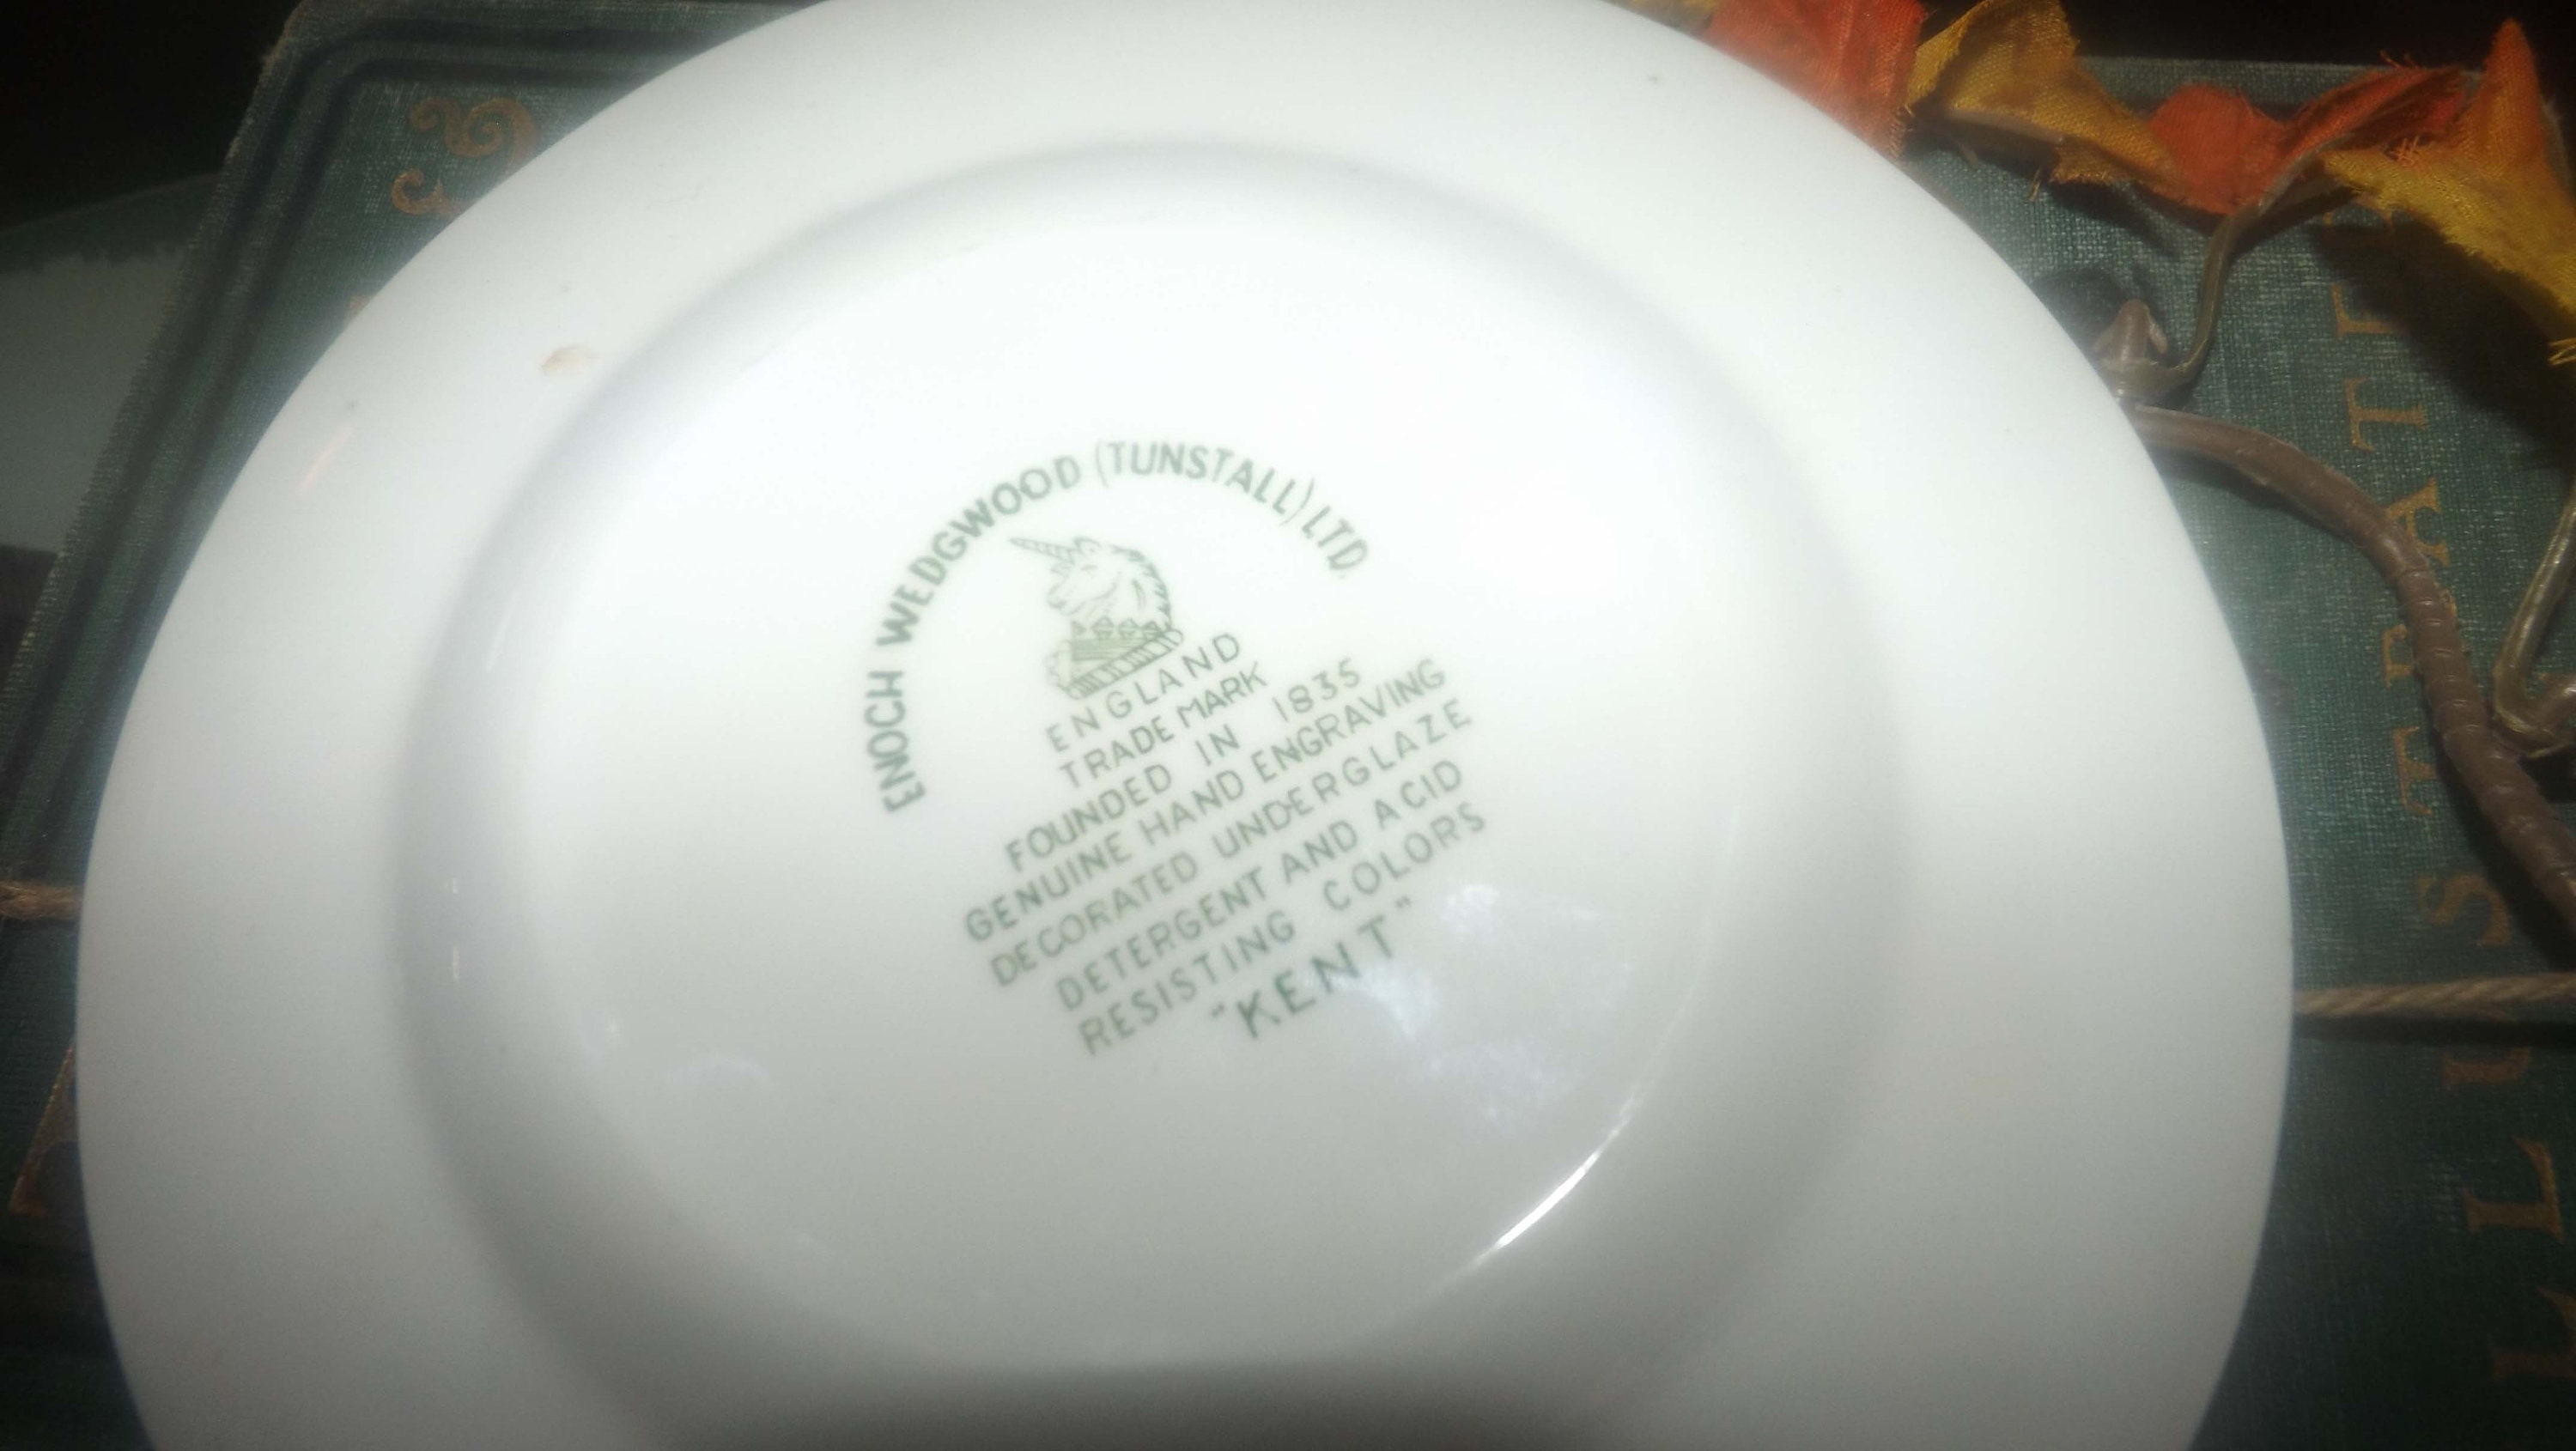 ENOCH WEDGWOOD (TUNSTALL) LTD.
ENGLAND
TRADE MARK
FOUNDED IN 1835
GENUINE HAND ENGRAVING
DECORATED UNDERGLAZE
DETERGENT AND ACID
RESISTING COLORS
"KENT"